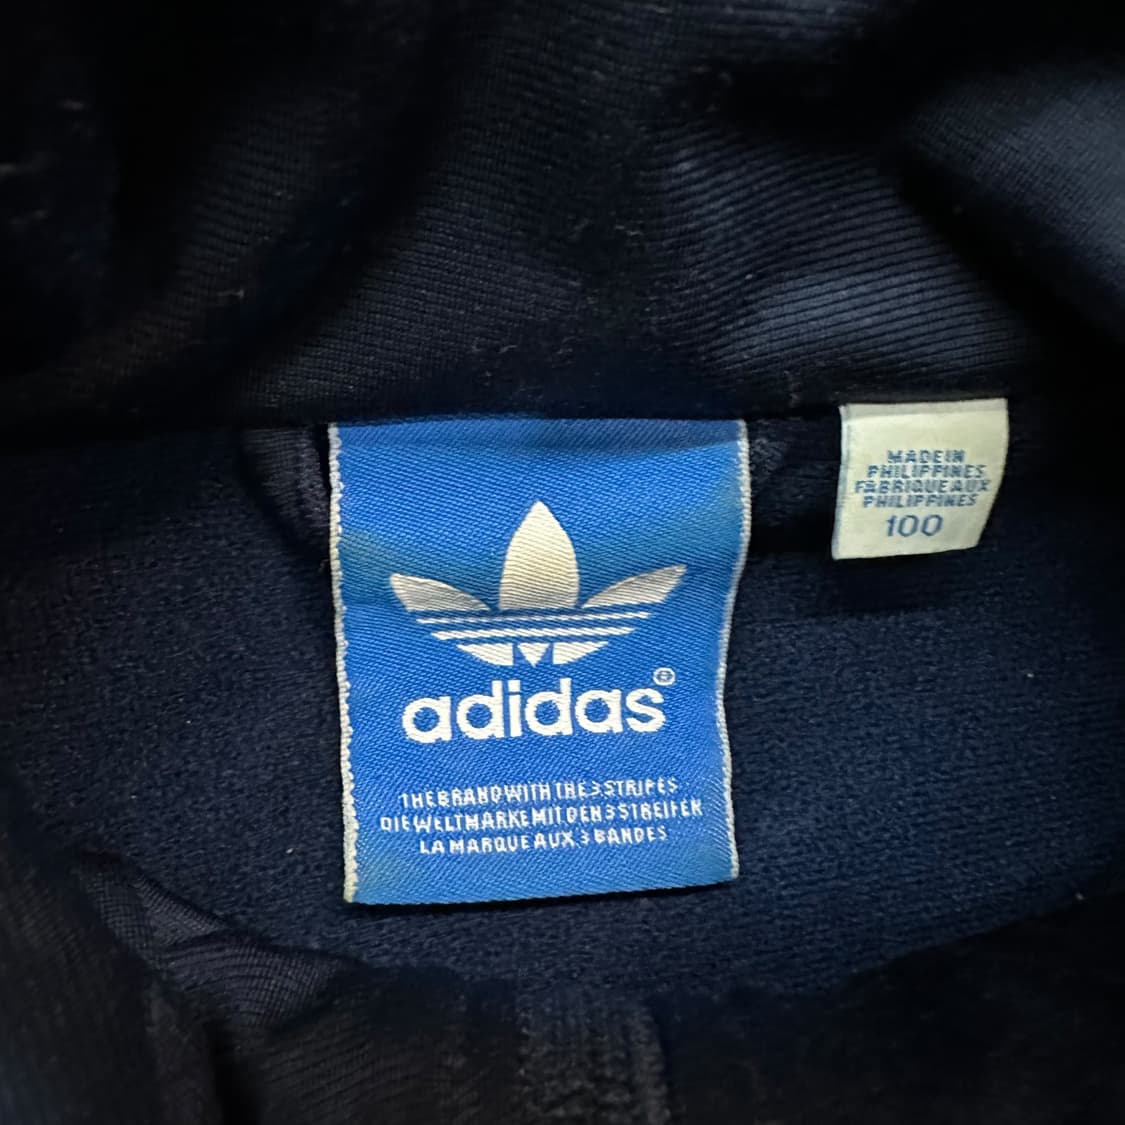 adidas®
THE BRAND WITH THE 3 STRIPES
DIE WELTMARKE MIT DEN 3 STREIFEN
LA MARQUE AUX 3 BANDES
MADE IN
PHILIPPINES
FABRIQUE AUX
PHILIPPINES
100